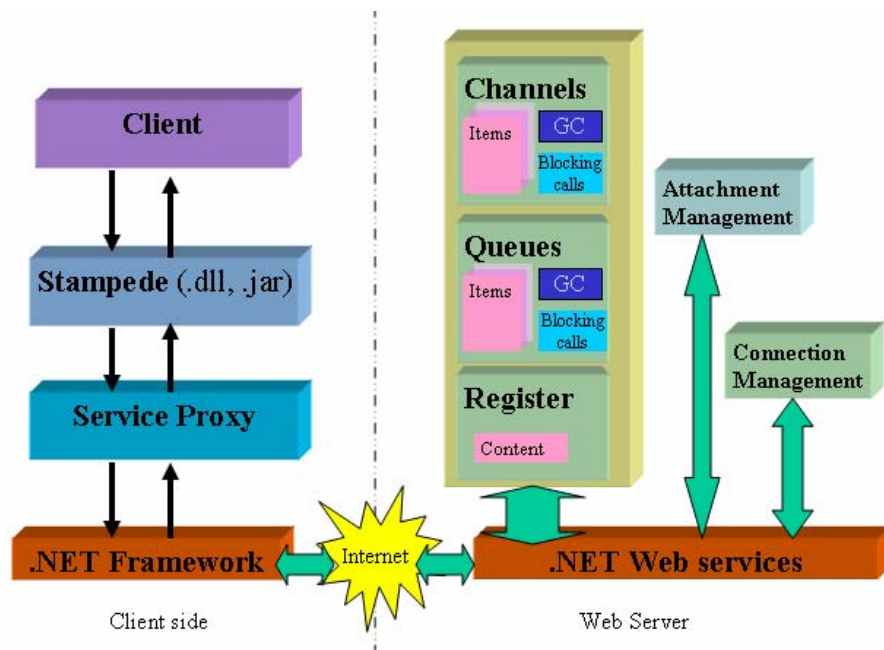 Client
Stampede (.dll, .jar)
Service Proxy
.NET Framework
Client side
Internet
Channels
Items
GC
Blocking
calls
Queues
Items
GC
Blocking
calls
Register
Content
Attachment
Management
Connection
Management
.NET Web services
Web Server